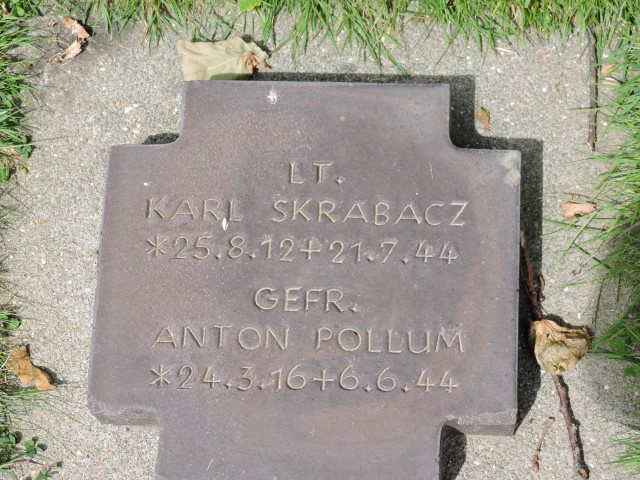 LT.
KARL SKRABACZ
*25.8.12+21.7.44
GEFR.
ANTON POLLUM
*24.3.16+6.6.44